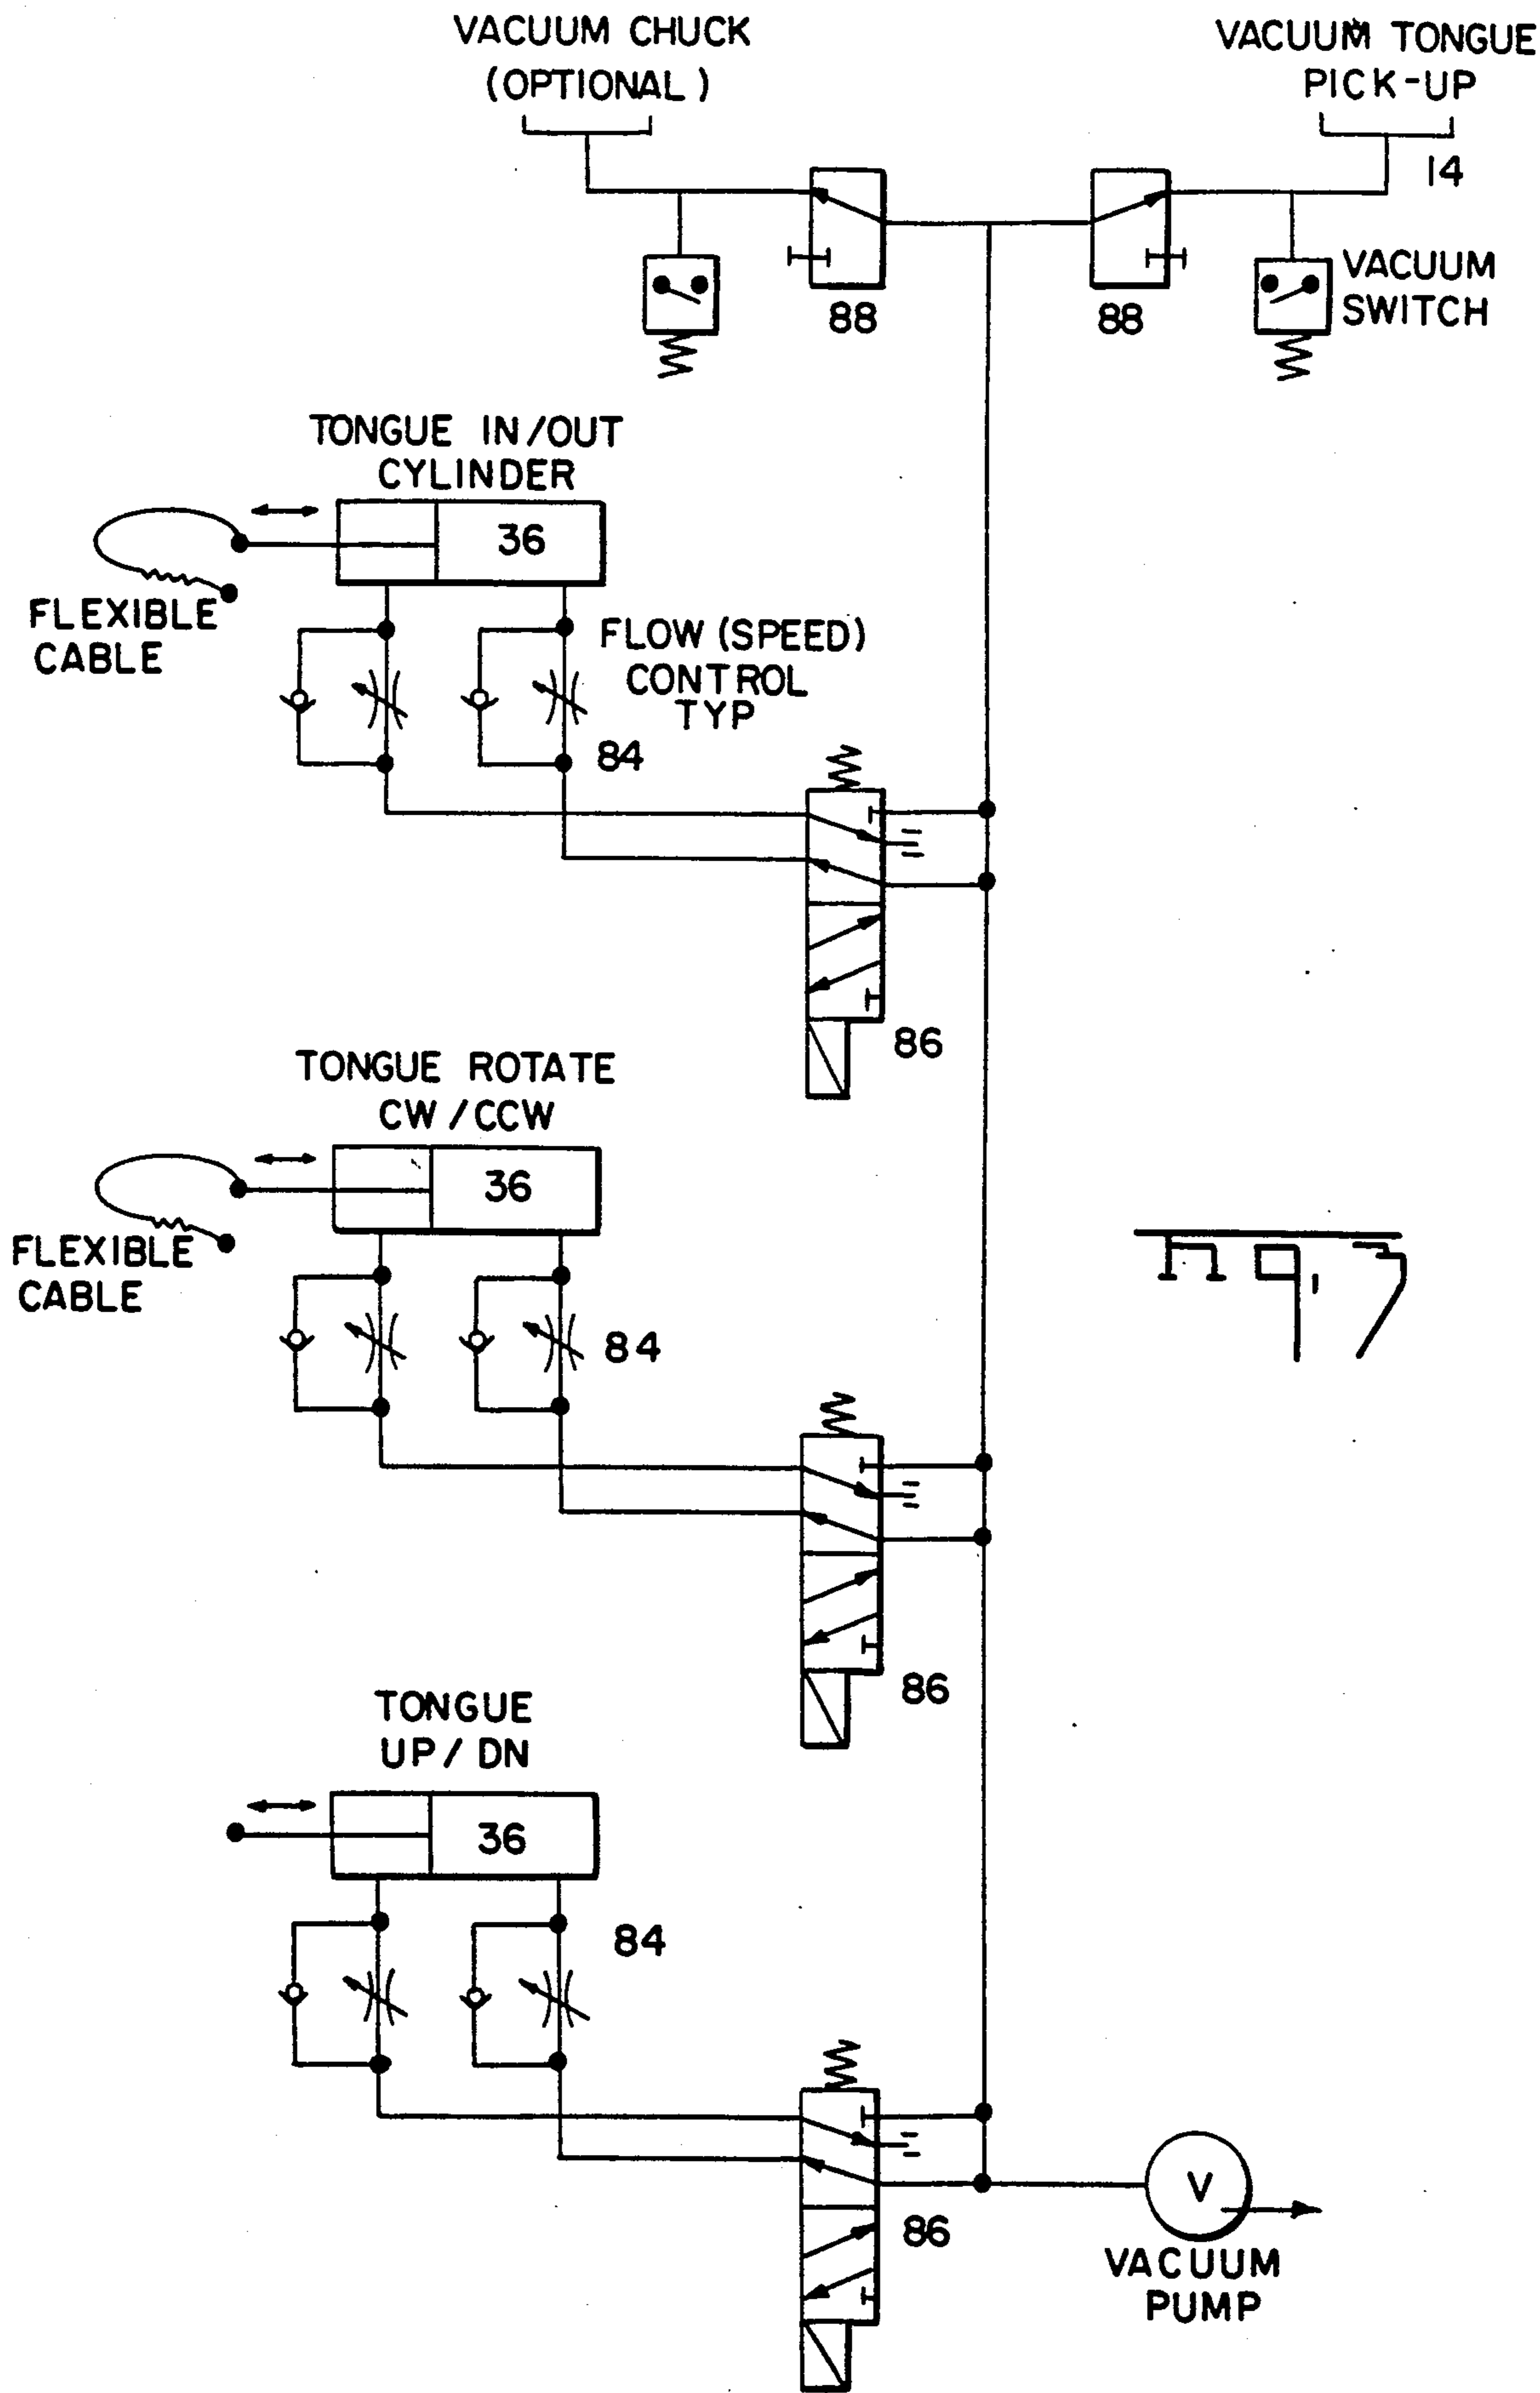 VACUUM CHUCK
(OPTIONAL)
VACUUM TONGUE
PICK-UP
14
88
88
VACUUM
SWITCH
TONGUE IN/OUT
CYLINDER
36
FLEXIBLE
CABLE
FLOW (SPEED)
CONTROL
TYP
84
86
TONGUE ROTATE
CW/CCW
36
FLEXIBLE
CABLE
84
86
TONGUE
UP/DN
36
84
86
V
VACUUM
PUMP